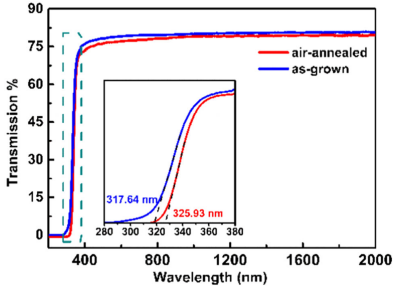 90
75
60
45
30
15
0
Transmission %
air-annealed
as-grown
317.64 nm
325.93 nm
280 300 320 340 360 380
400 800 1200 1600 2000
Wavelength (nm)